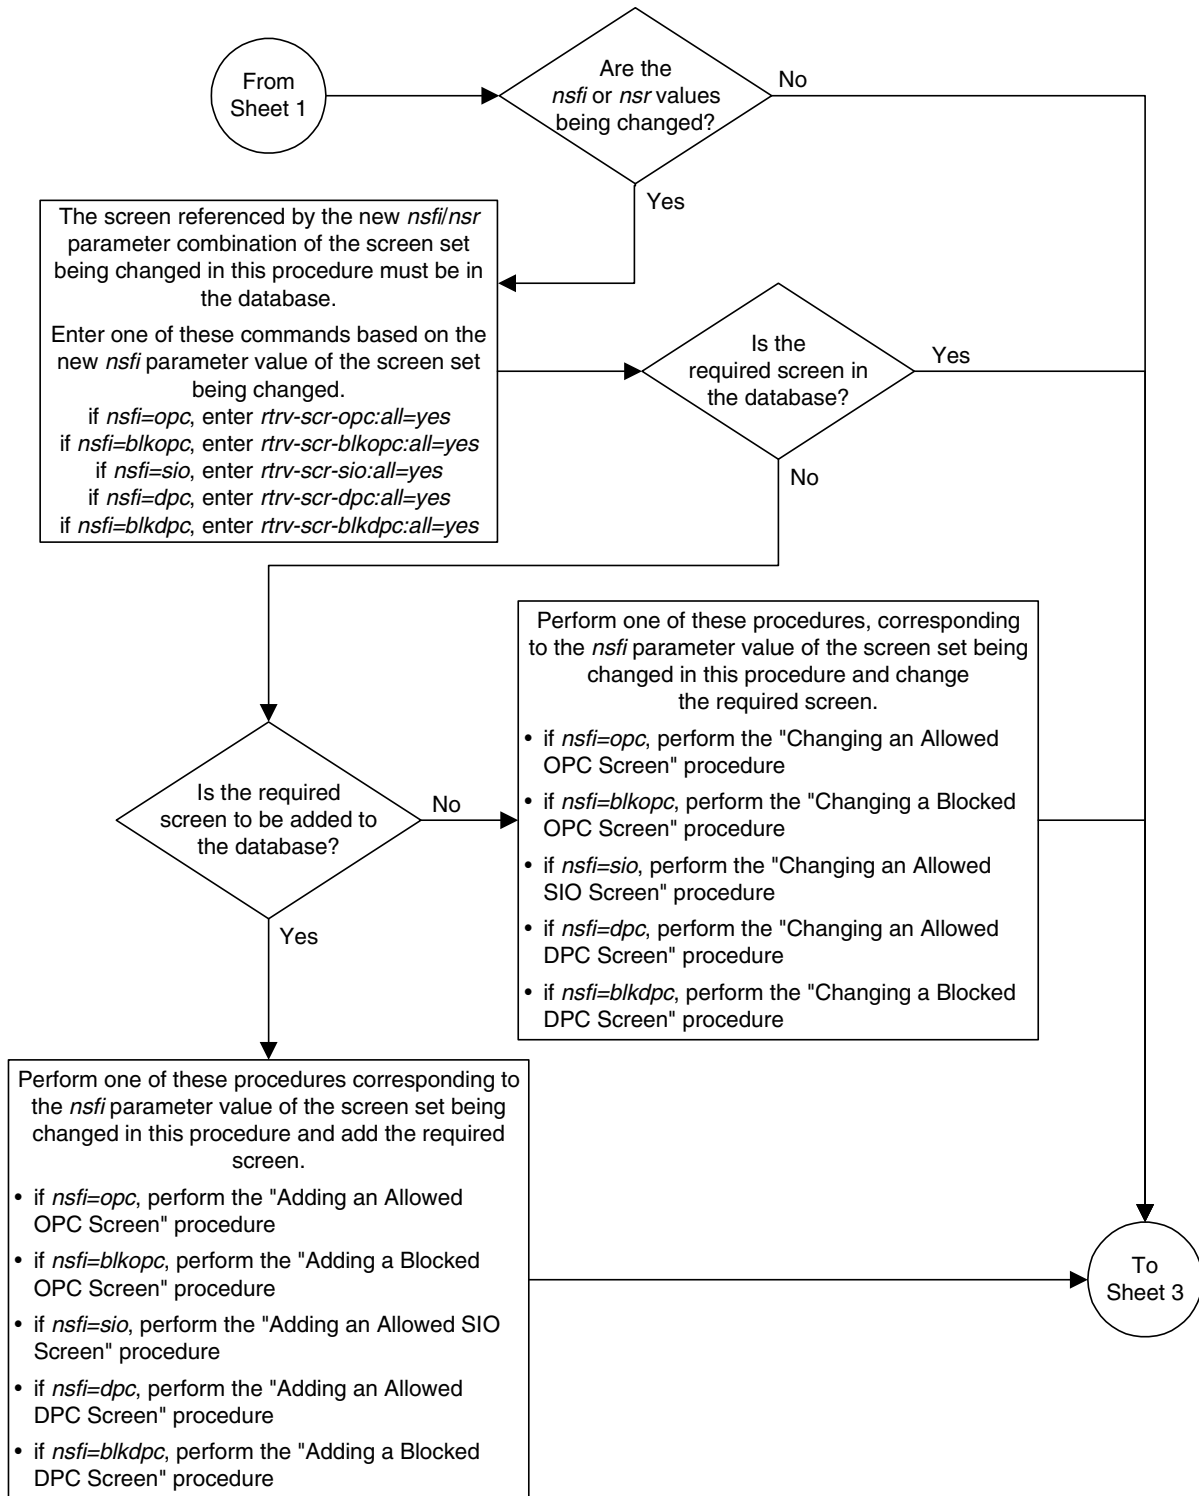 From
Sheet 1
Are the
nsfi or nsr values
being changed?
No
Yes
The screen referenced by the new nsfi/nsr
parameter combination of the screen set
being changed in this procedure must be in
the database.
Enter one of these commands based on the
new nsfi parameter value of the screen set
being changed.
if nsfi=opc, enter rtrv-scr-opc:all=yes
if nsfi=blkopc, enter rtrv-scr-blkopc:all=yes
if nsfi=sio, enter rtrv-scr-sio:all=yes
if nsfi=dpc, enter rtrv-scr-dpc:all=yes
if nsfi=blkdpc, enter rtrv-scr-blkdpc:all=yes
Is the
required screen in
the database?
Yes
No
Is the required
screen to be added to
the database?
No
Yes
Perform one of these procedures, corresponding
to the nsfi parameter value of the screen set being
changed in this procedure and change
the required screen.
• if nsfi=opc, perform the "Changing an Allowed
OPC Screen" procedure
• if nsfi=blkopc, perform the "Changing a Blocked
OPC Screen" procedure
• if nsfi=sio, perform the "Changing an Allowed
SIO Screen" procedure
• if nsfi=dpc, perform the "Changing an Allowed
DPC Screen" procedure
• if nsfi=blkdpc, perform the "Changing a Blocked
DPC Screen" procedure
Perform one of these procedures corresponding to
the nsfi parameter value of the screen set being
changed in this procedure and add the required
screen.
• if nsfi=opc, perform the "Adding an Allowed
OPC Screen" procedure
• if nsfi=blkopc, perform the "Adding a Blocked
OPC Screen" procedure
• if nsfi=sio, perform the "Adding an Allowed SIO
Screen" procedure
• if nsfi=dpc, perform the "Adding an Allowed
DPC Screen" procedure
• if nsfi=blkdpc, perform the "Adding a Blocked
DPC Screen" procedure
To
Sheet 3